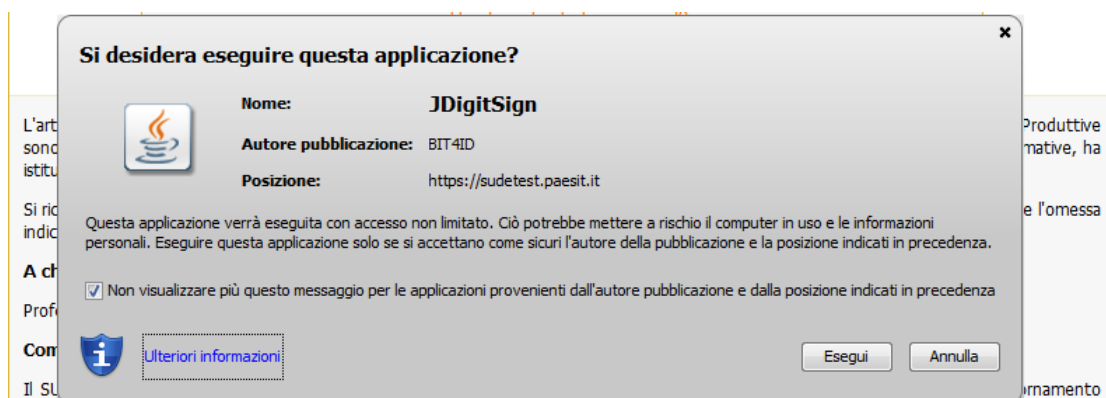 Si desidera eseguire questa applicazione?
Nome: JDigitSign
Autore pubblicazione: BIT4ID
Posizione: https://sudetest.paesit.it
Questa applicazione verrà eseguita con accesso non limitato. Ciò potrebbe mettere a rischio il computer in uso e le informazioni
personali. Eseguire questa applicazione solo se si accettano come sicuri l'autore della pubblicazione e la posizione indicati in precedenza.
Non visualizzare più questo messaggio per le applicazioni provenienti dall'autore pubblicazione e dalla posizione indicati in precedenza
Ulteriori informazioni
Esegui Annulla
L'art
sono
istitu
Si ric
indic
A ch
Profe
Com
Il SU
Produttive
mative, ha
e l'omessa
ornamento